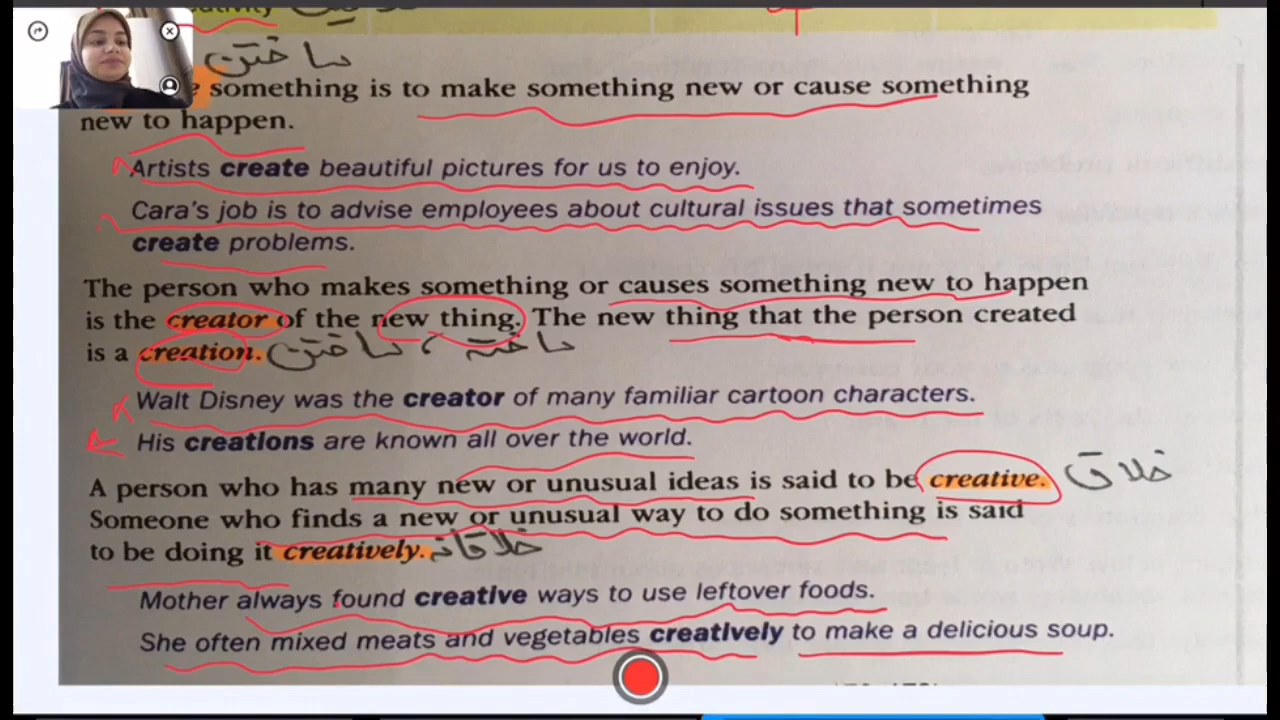 ساختن
something is to make something new or cause something
new to happen.
Artists create beautiful pictures for us to enjoy.
Cara's job is to advise employees about cultural issues that sometimes
create problems.
The person who makes something or causes something new to happen
is the creator of the new thing. The new thing that the person created
is a creation. ساخته ، ساختن
Walt Disney was the creator of many familiar cartoon characters.
His creations are known all over the world.
A person who has many new or unusual ideas is said to be creative. خلاق
Someone who finds a new or unusual way to do something is said
to be doing it creatively. خلاقانه
Mother always found creative ways to use leftover foods.
She often mixed meats and vegetables creatively to make a delicious soup.